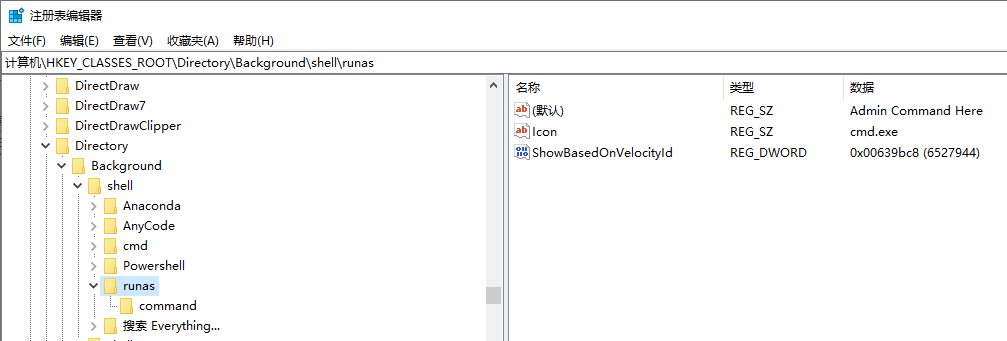 注册表编辑器
文件(F) 编辑(E) 查看(V) 收藏夹(A) 帮助(H)
计算机\HKEY_CLASSES_ROOT\Directory\Background\shell\runas
DirectDraw
DirectDraw7
DirectDrawClipper
Directory
Background
shell
Anaconda
AnyCode
cmd
Powershell
runas
command
搜索 Everything...
名称 类型 数据
(默认) REG_SZ Admin Command Here
Icon REG_SZ cmd.exe
ShowBasedOnVelocityId REG_DWORD 0x00639bc8 (6527944)